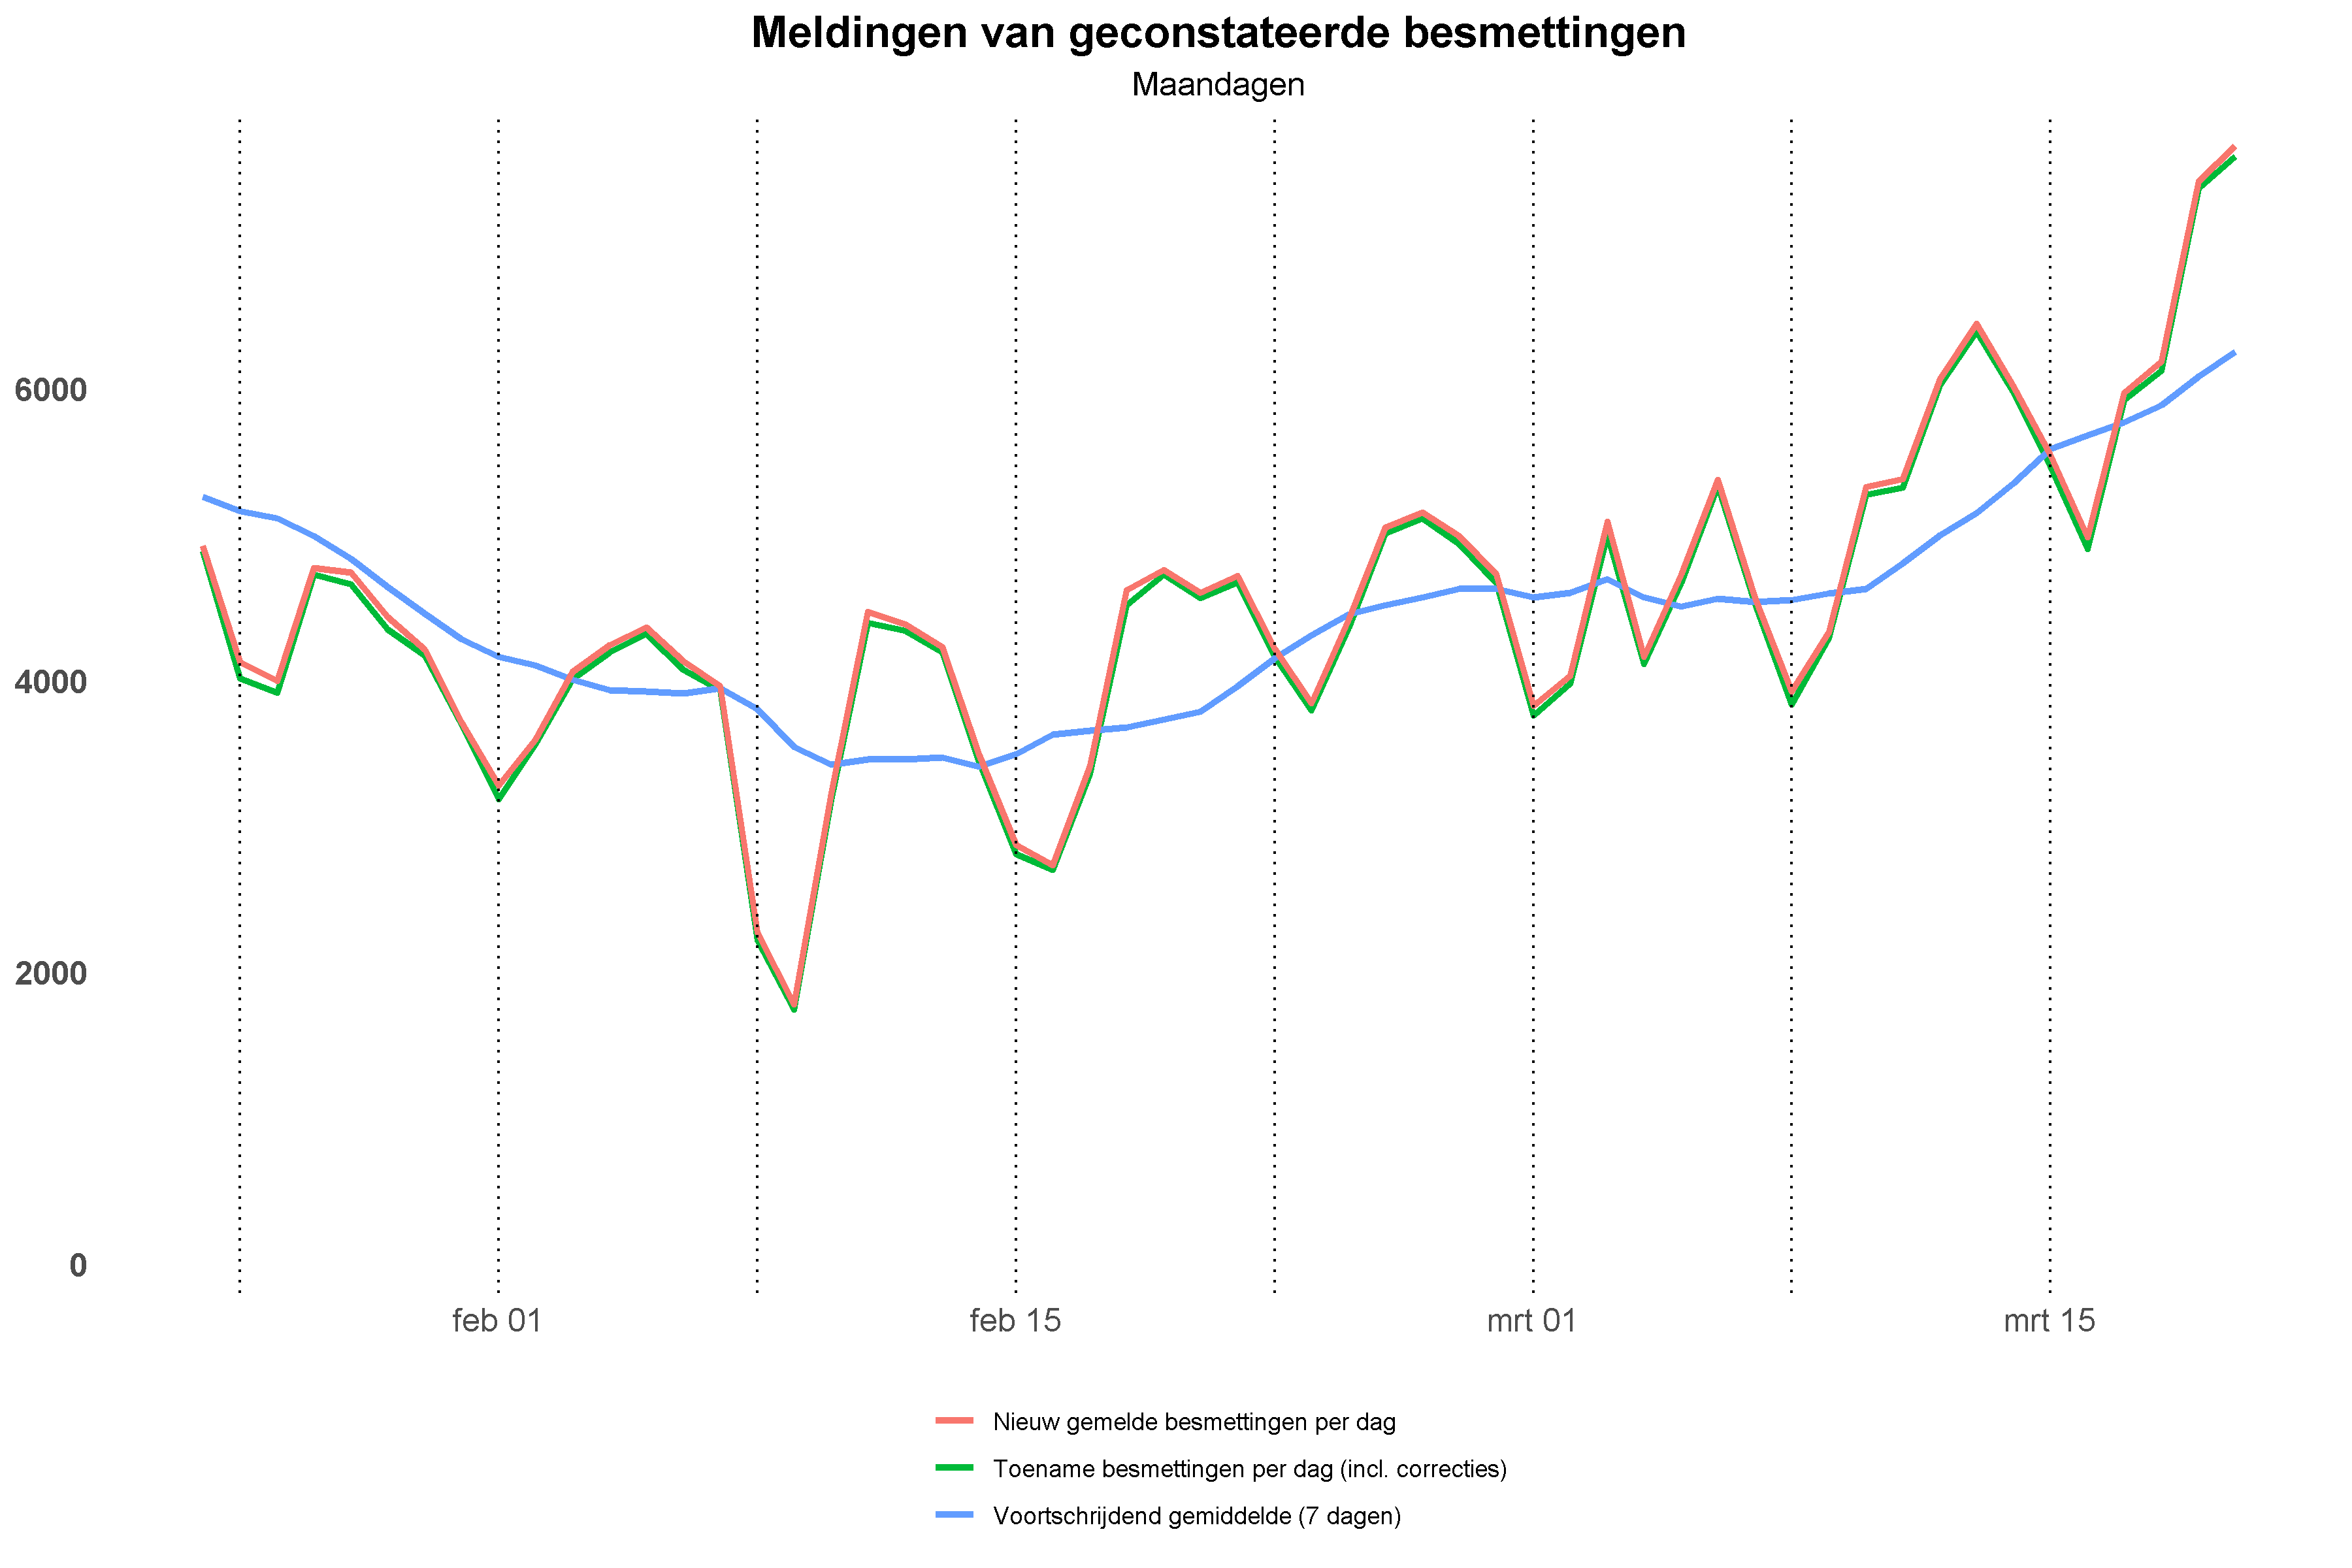 Meldingen van geconstateerde besmettingen
Maandagen
6000
4000
2000
0
feb 01
feb 15
mrt 01
mrt 15
Nieuw gemelde besmettingen per dag
Toename besmettingen per dag (incl. correcties)
Voortschrijdend gemiddelde (7 dagen)